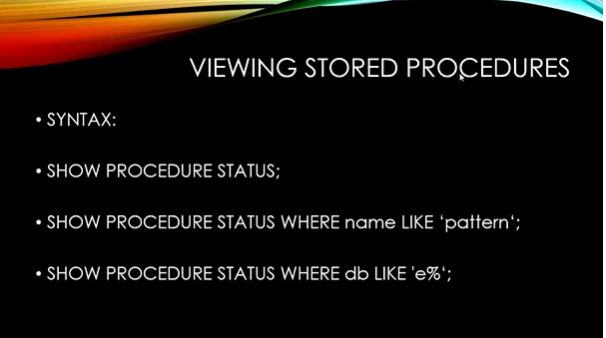 VIEWING STORED PROCEDURES
• SYNTAX:
• SHOW PROCEDURE STATUS;
• SHOW PROCEDURE STATUS WHERE name LIKE ‘pattern‘;
• SHOW PROCEDURE STATUS WHERE db LIKE 'e%‘;